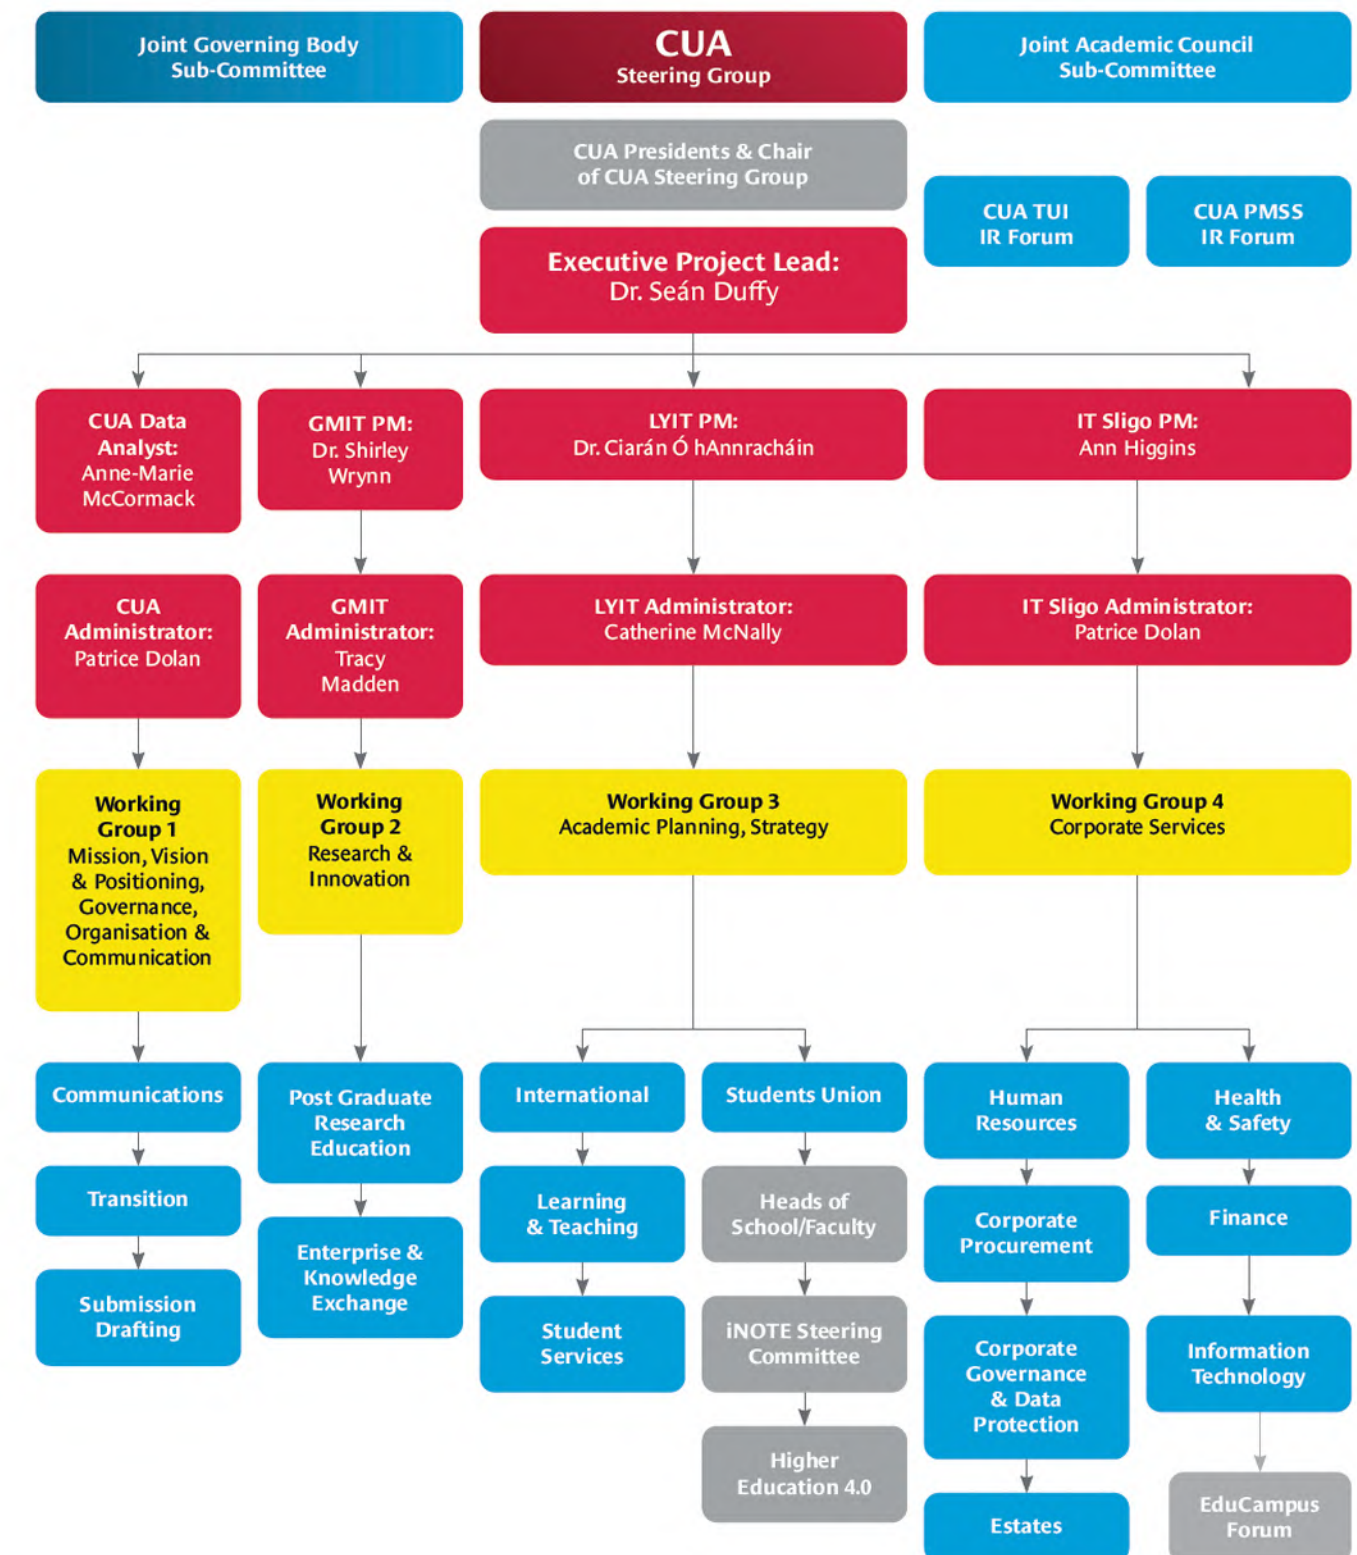 Joint Governing Body
Sub-Committee
CUA
Steering Group
Joint Academic Council
Sub-Committee
CUA Presidents & Chair
of CUA Steering Group
CUA TUI
IR Forum
CUA PMSS
IR Forum
Executive Project Lead:
Dr. Seán Duffy
CUA Data
Analyst:
Anne-Marie
McCormack
GMIT PM:
Dr. Shirley
Wrynn
LYIT PM:
Dr. Ciarán Ó hAnnracháin
IT Sligo PM:
Ann Higgins
CUA
Administrator:
Patrice Dolan
GMIT
Administrator:
Tracy
Madden
LYIT Administrator:
Catherine McNally
IT Sligo Administrator:
Patrice Dolan
Working
Group 1
Mission, Vision
& Positioning,
Governance,
Organisation &
Communication
Working
Group 2
Research &
Innovation
Working Group 3
Academic Planning, Strategy
Working Group 4
Corporate Services
Communications
Transition
Submission
Drafting
Post Graduate
Research
Education
Enterprise &
Knowledge
Exchange
International
Learning
& Teaching
Student
Services
Students Union
Heads of
School/Faculty
iNOTE Steering
Committee
Higher
Education 4.0
Human
Resources
Corporate
Procurement
Corporate
Governance
& Data
Protection
Estates
Health
& Safety
Finance
Information
Technology
EduCampus
Forum